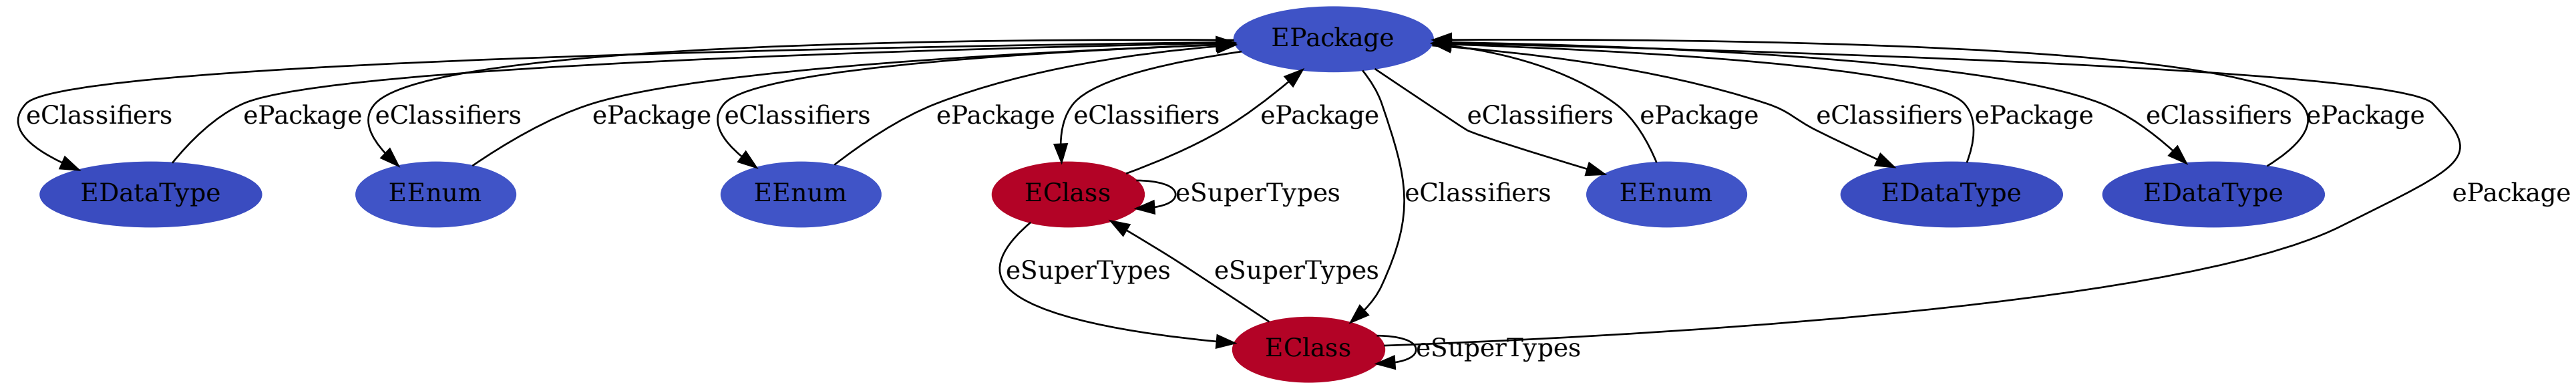 EPackage
eClassifiers
ePackage
eClassifiers
ePackage
eClassifiers
ePackage
eClassifiers
ePackage
eClassifiers
ePackage
eClassifiers
ePackage
eClassifiers
ePackage
EDataType
EEnum
EEnum
EClass
eSuperTypes
eClassifiers
EEnum
EDataType
EDataType
ePackage
eSuperTypes
eSuperTypes
EClass
eSuperTypes